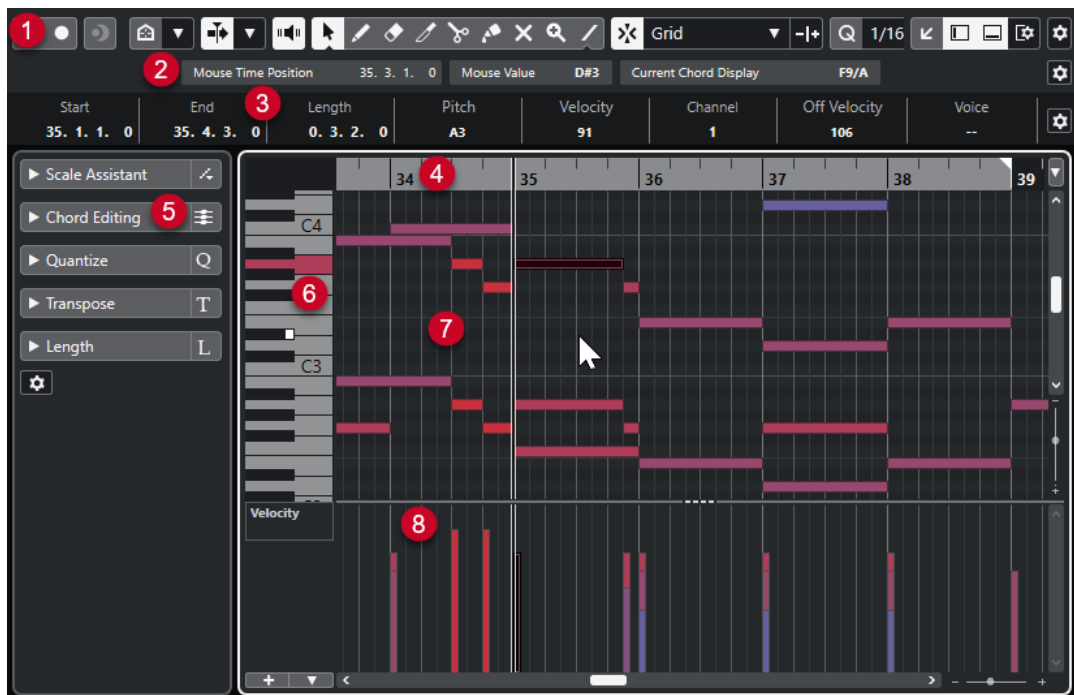 1 Grid Q 1/16
2 Mouse Time Position 35. 3. 1. 0 Mouse Value D#3 Current Chord Display F9/A
Start End 3 Length Pitch Velocity Channel Off Velocity Voice
35. 1. 1. 0 35. 4. 3. 0 0. 3. 2. 0 A3 91 1 106 --
Scale Assistant
Chord Editing 5
Quantize Q
Transpose T
Length L
34 4 35 36 37 38 39
C4
6
7
C3
Velocity
8